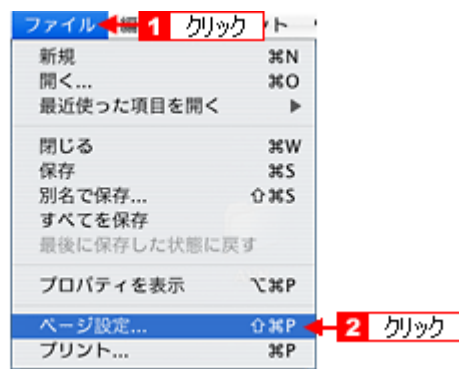 ファイル 編 1 クリック ント
新規 ⌘N
開く... ⌘O
最近使った項目を開く ▶
閉じる ⌘W
保存 ⌘S
別名で保存... ⇧⌘S
すべてを保存
最後に保存した状態に戻す
プロパティを表示 ⌥⌘P
ページ設定... ⇧⌘P 2 クリック
プリント... ⌘P